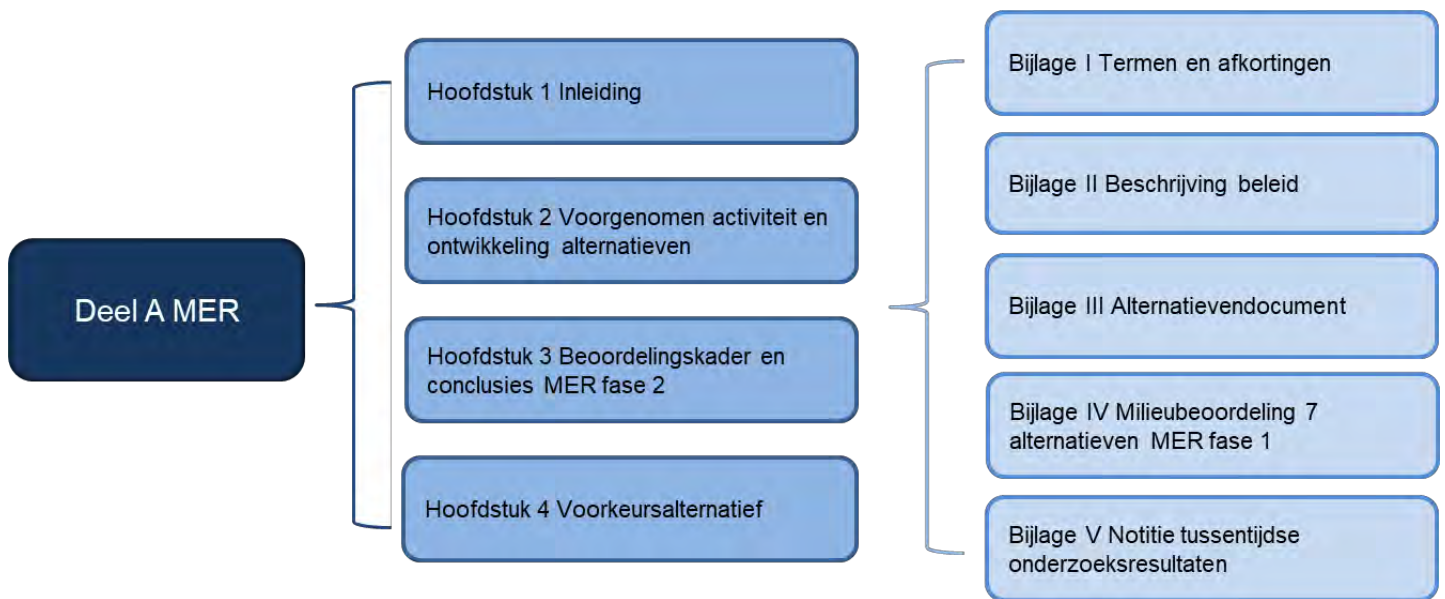 Deel A MER
Hoofdstuk 1 Inleiding
Hoofdstuk 2 Voorgenomen activiteit en
ontwikkeling alternatieven
Hoofdstuk 3 Beoordelingskader en
conclusies MER fase 2
Hoofdstuk 4 Voorkeursalternatief
Bijlage I Termen en afkortingen
Bijlage II Beschrijving beleid
Bijlage III Alternatievendocument
Bijlage IV Milieubeoordeling 7
alternatieven MER fase 1
Bijlage V Notitie tussentijdse
onderzoeksresultaten